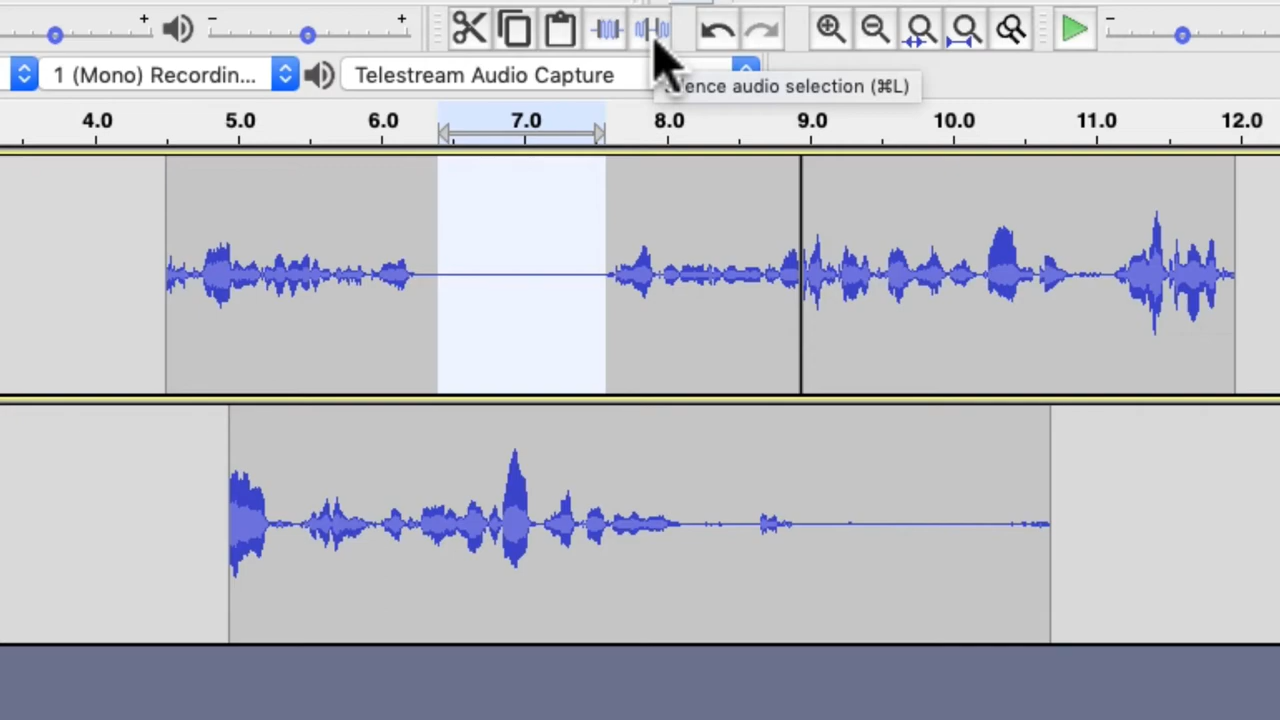 - + - + - 
1 (Mono) Recordin... Telestream Audio Capture
ence audio selection (⌘L)
4.0 5.0 6.0 7.0 8.0 9.0 10.0 11.0 12.0